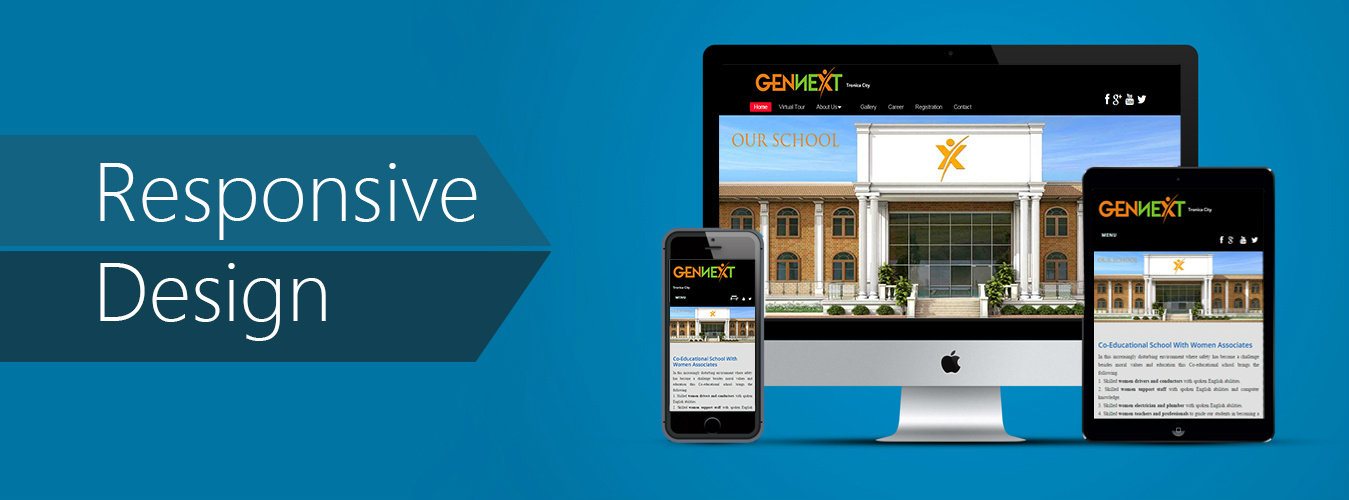 Responsive
Design
GENNEXT Tronica City
Home Virtual Tour About Us Gallery Career Registration Contact
OUR SCHOOL
GENNEXT
Tronica City
MENU
Co-Educational School With
Women Associates
In this increasingly disturbing environment where safety
has become a challenge besides moral values and
education this Co-educational school brings the
following
1. Skilled women drivers and conductors with spoken
English abilities.
2. Skilled women support staff with spoken English
GENNEXT Tronica City
MENU
OUR SCHOOL
Co-Educational School With Women Associates
In this increasingly disturbing environment where safety has become a challenge
besides moral values and education this Co-educational school brings the
following
1. Skilled women drivers and conductors with spoken English abilities.
2. Skilled women support staff with spoken English abilities and computer
knowledge.
3. Skilled women electrician and plumber with spoken English abilities.
4. Skilled women teachers and professionals to guide our students in becoming a